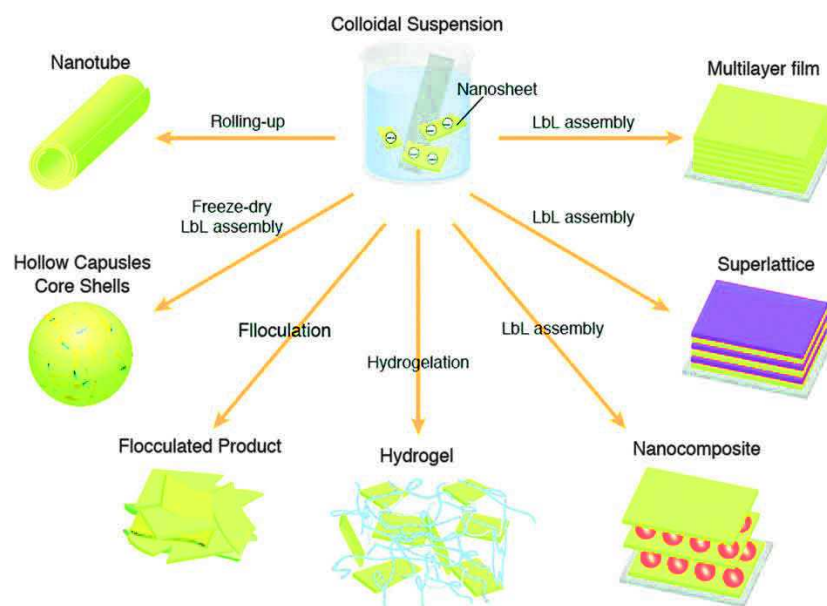 Colloidal Suspension
Nanotube
Nanosheet
Multilayer film
Rolling-up
LbL assembly
Freeze-dry
LbL assembly
LbL assembly
Hollow Capusles
Core Shells
Superlattice
Flloculation
LbL assembly
Hydrogelation
Flocculated Product
Hydrogel
Nanocomposite